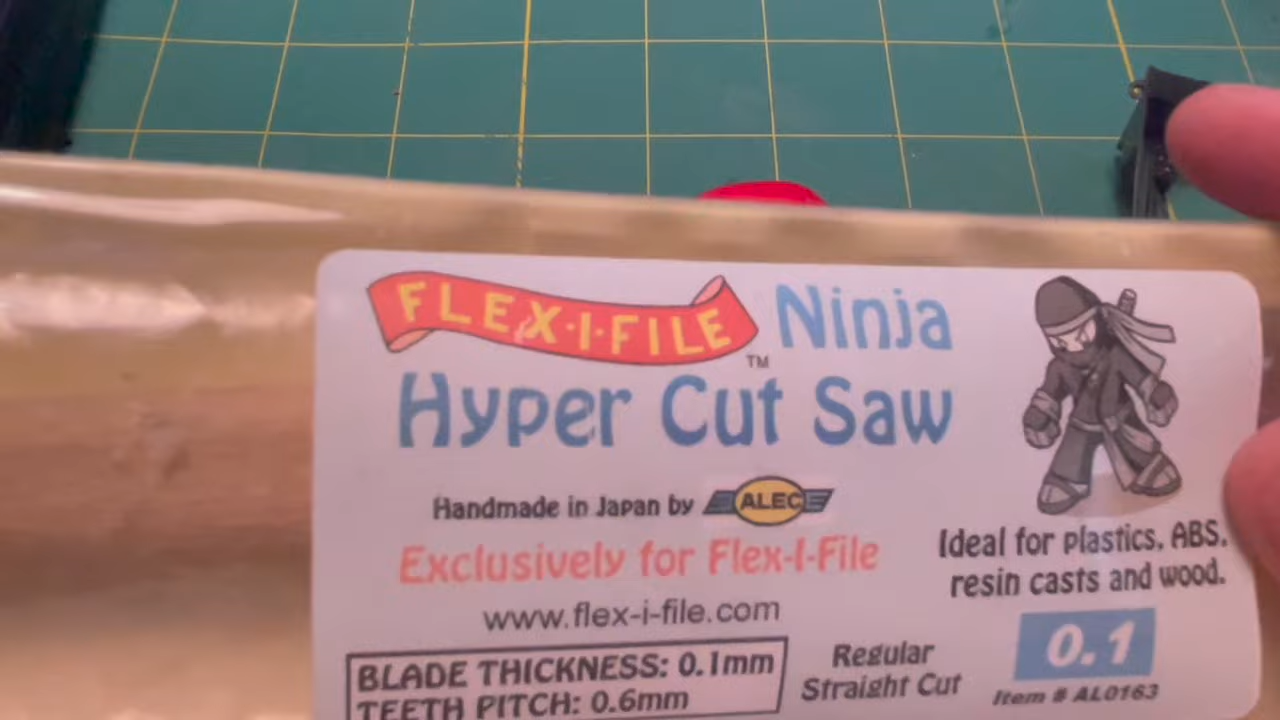 FLEX-I-FILE™ Ninja
Hyper Cut Saw
Handmade in Japan by ALEC
Exclusively for Flex-I-File
www.flex-i-file.com
Ideal for plastics, ABS,
resin casts and wood.
BLADE THICKNESS: 0.1mm
TEETH PITCH: 0.6mm
Regular
Straight Cut
0.1
Item # AL0163